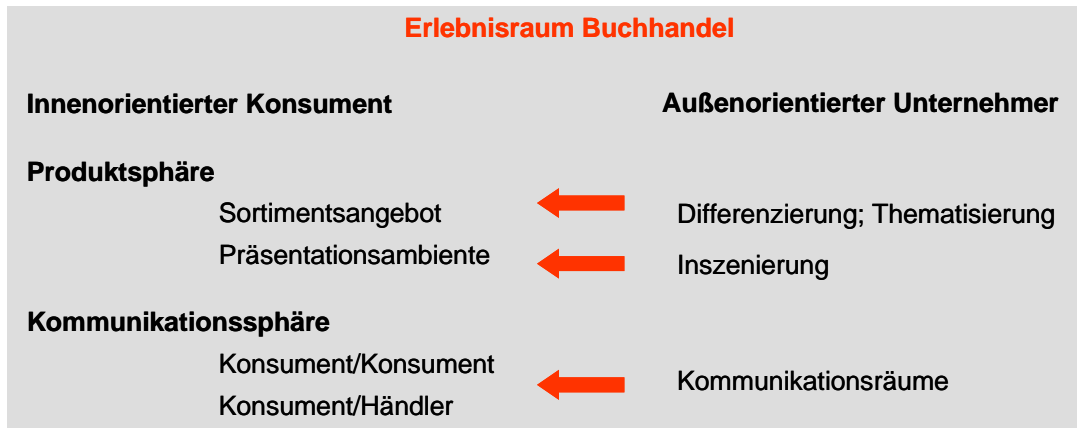 Erlebnisraum Buchhandel
Innenorientierter Konsument
Außenorientierter Unternehmer
Produktsphäre
Sortimentsangebot
Differenzierung; Thematisierung
Präsentationsambiente
Inszenierung
Kommunikationssphäre
Konsument/Konsument
Kommunikationsräume
Konsument/Händler